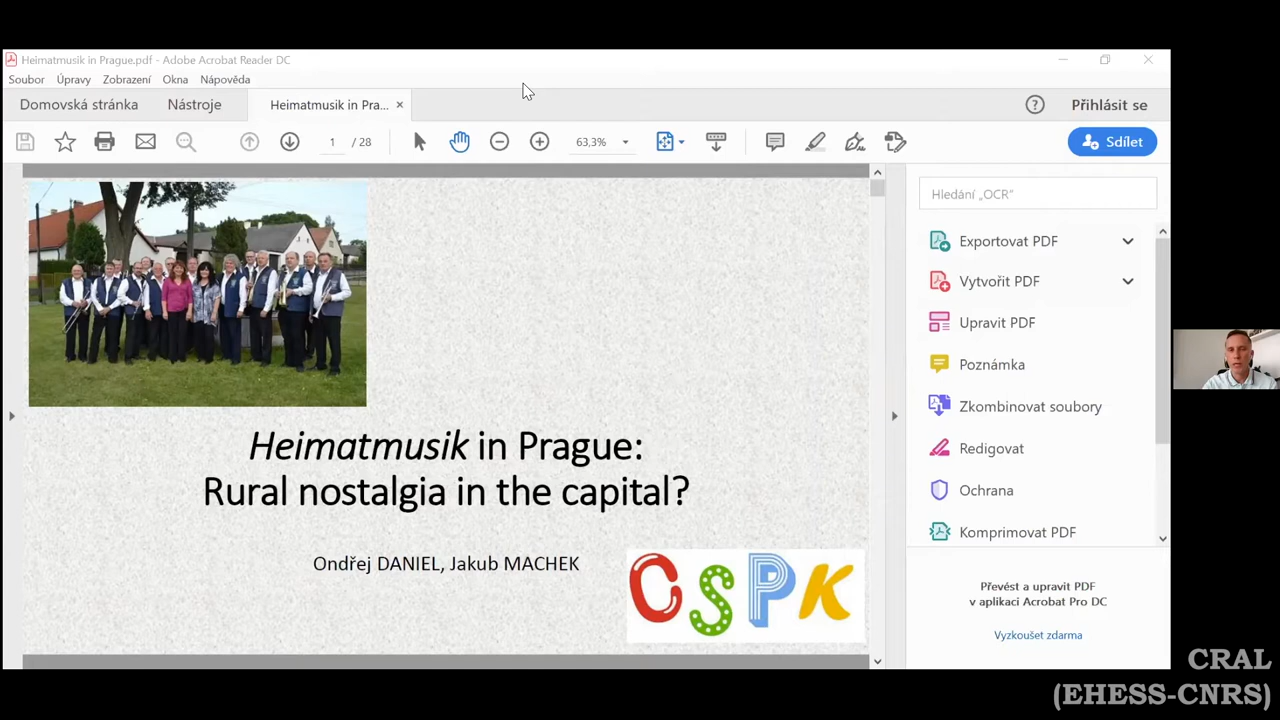 Heimatmusik in Prague.pdf - Adobe Acrobat Reader DC
Soubor Úpravy Zobrazení Okna Nápověda
Domovská stránka Nástroje Heimatmusik in Pra... × Přihlásit se
1 / 28 63,3% Sdílet
Hledání „OCR“
Exportovat PDF
Vytvořit PDF
Upravit PDF
Poznámka
Zkombinovat soubory
Redigovat
Ochrana
Komprimovat PDF
Převést a upravit PDF
v aplikaci Acrobat Pro DC
Vyzkoušet zdarma
Heimatmusik in Prague:
Rural nostalgia in the capital?
Ondřej DANIEL, Jakub MACHEK
CSPK
CRAL
(EHESS-CNRS)